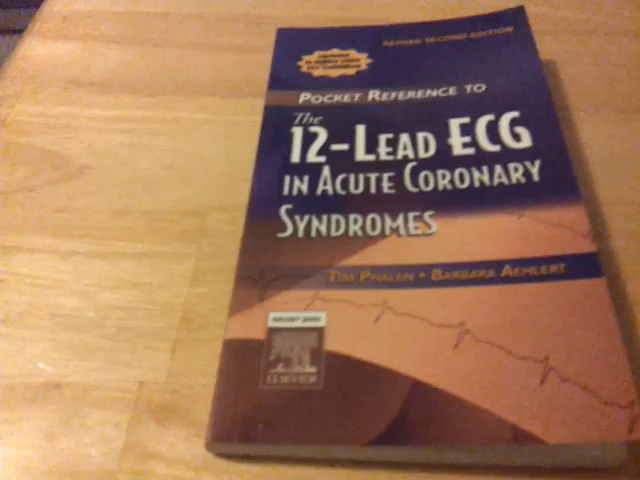 REVISED SECOND EDITION
POCKET REFERENCE TO
The
12-LEAD ECG
IN ACUTE CORONARY
SYNDROMES
TIM PHALEN • BARBARA AEHLERT
ELSEVIER